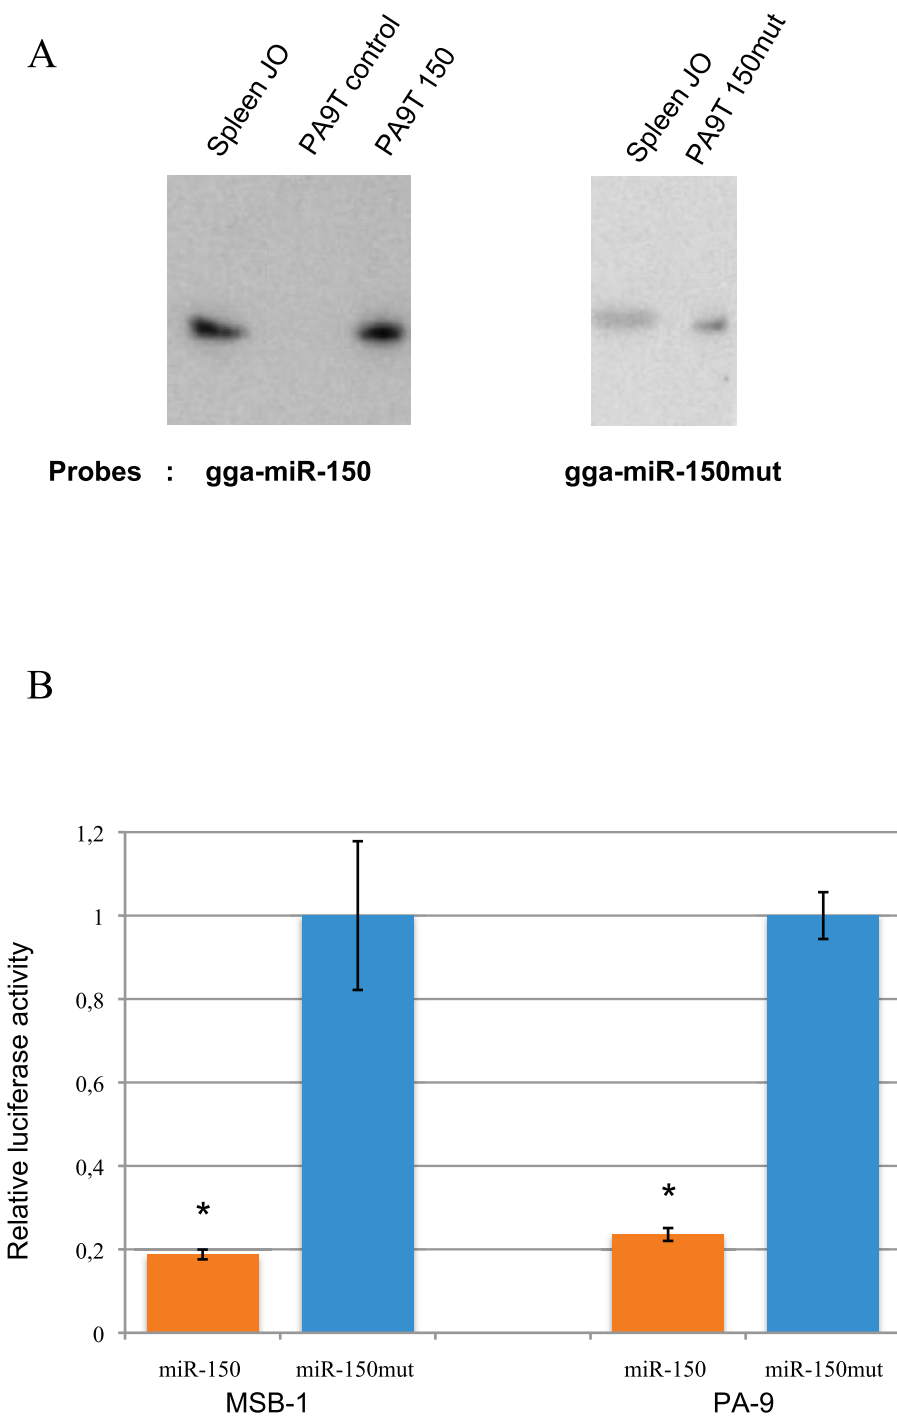 A
Spleen JO
PA9T control
PA9T 150
Spleen JO
PA9T 150mut
Probes : gga-miR-150
gga-miR-150mut
B
Relative luciferase activity
1,2
1
0,8
0,6
0,4
0,2
0
*
*
miR-150
miR-150mut
miR-150
miR-150mut
MSB-1
PA-9